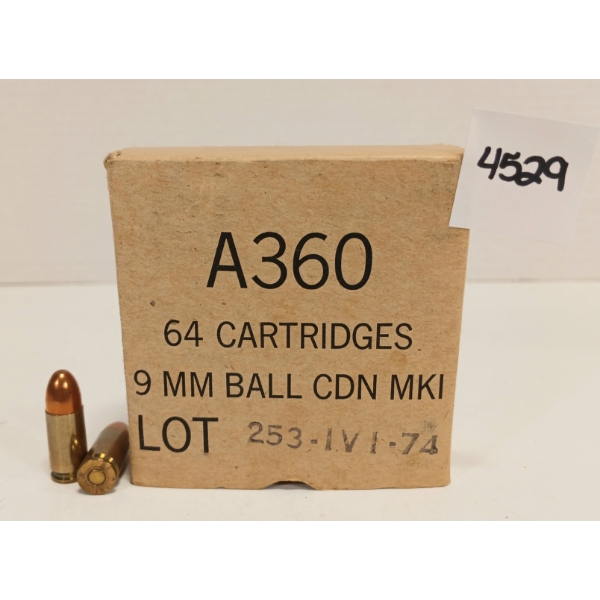 4529
A360
64 CARTRIDGES
9 MM BALL CDN MKI
LOT 253-IVI-74